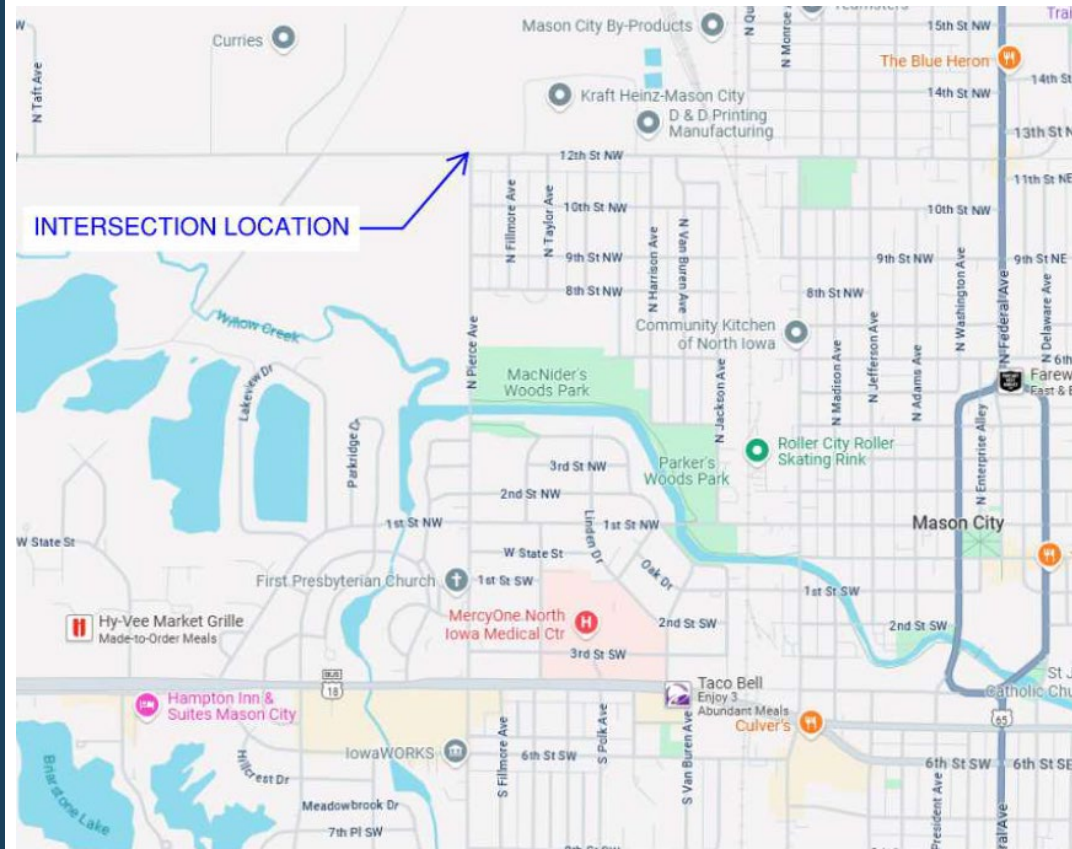 W
N Taft Ave
Curries
Mason City By-Products
N Monroe
15th St NW
The Blue Heron
14th St NW
14th St
Kraft Heinz-Mason City
D & D Printing
Manufacturing
13th St N
12th St NW
11th St NE
INTERSECTION LOCATION
N Fillmore Ave
N Taylor Ave
10th St NW
10th St NW
N Harrison Ave
N Van Buren Ave
9th St NW
9th St NW
9th St NE
N Washington Ave
N Federal Ave
N Delaware Ave
8th St NW
8th St NW
Willow Creek
Community Kitchen
of North Iowa
N Pierce Ave
MacNider's
Woods Park
N Jackson Ave
N Madison Ave
N Jefferson Ave
N Adams Ave
6th
Farew
East & E
Lakeview Dr
Parkridge
N Enterprise Alley
Roller City Roller
Skating Rink
3rd St NW
Parker's
Woods Park
2nd St NW
1st St NW
Linden Dr
1st St NW
Mason City
W State St
W State St
Oak Dr
First Presbyterian Church
1st St SW
1st St SW
Hy-Vee Market Grille
Made-to-Order Meals
MercyOne North
Iowa Medical Ctr
2nd St SW
2nd St SW
3rd St SW
BUS
18
Taco Bell
Enjoy 3
Abundant Meals
St J
Catholic Chu
Hampton Inn &
Suites Mason City
Culver's
65
IowaWORKS
S Fillmore Ave
6th St SW
S Polk Ave
S Van Buren Ave
6th St SW
6th St SE
Hillcrest Dr
Briarstone Lake
Meadowbrook Dr
7th Pl SW
President Ave
ral Ave